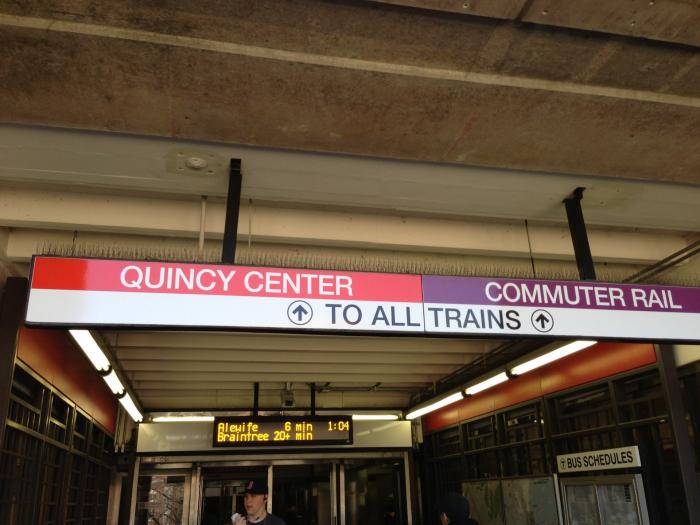 QUINCY CENTER
COMMUTER RAIL
TO ALL TRAINS
Alewife 6 min 1:04
Braintree 20+ min
T BUS SCHEDULES